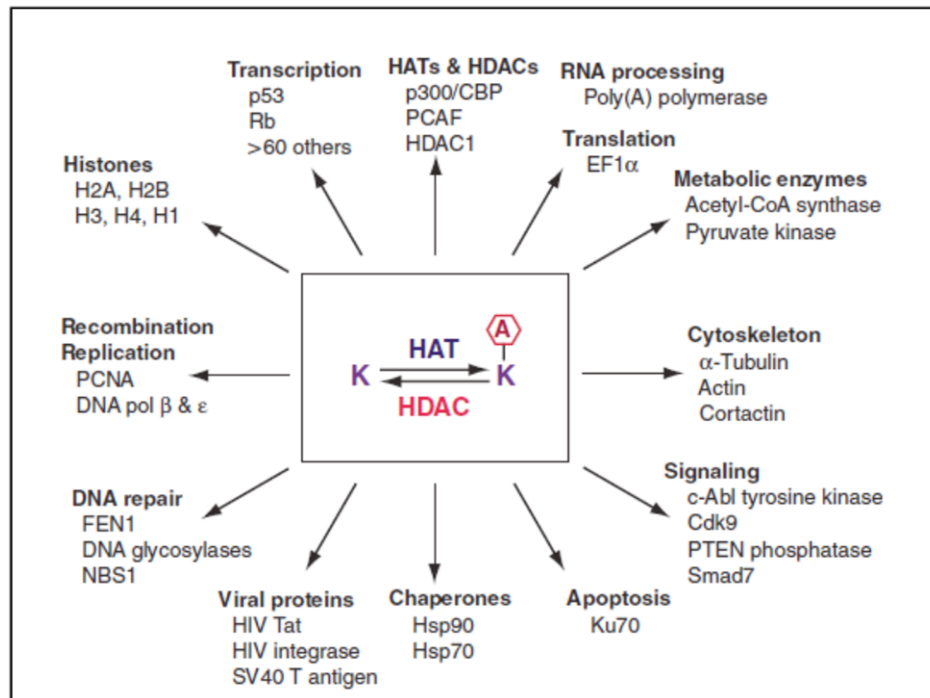 Transcription
p53
Rb
>60 others
HATs & HDACs
p300/CBP
PCAF
HDAC1
RNA processing
Poly(A) polymerase
Translation
EF1α
Histones
H2A, H2B
H3, H4, H1
Metabolic enzymes
Acetyl-CoA synthase
Pyruvate kinase
Recombination
Replication
PCNA
DNA pol β & ε
A
HAT
K
K
HDAC
Cytoskeleton
α-Tubulin
Actin
Cortactin
DNA repair
FEN1
DNA glycosylases
NBS1
Signaling
c-Abl tyrosine kinase
Cdk9
PTEN phosphatase
Smad7
Viral proteins
HIV Tat
HIV integrase
SV40 T antigen
Chaperones
Hsp90
Hsp70
Apoptosis
Ku70